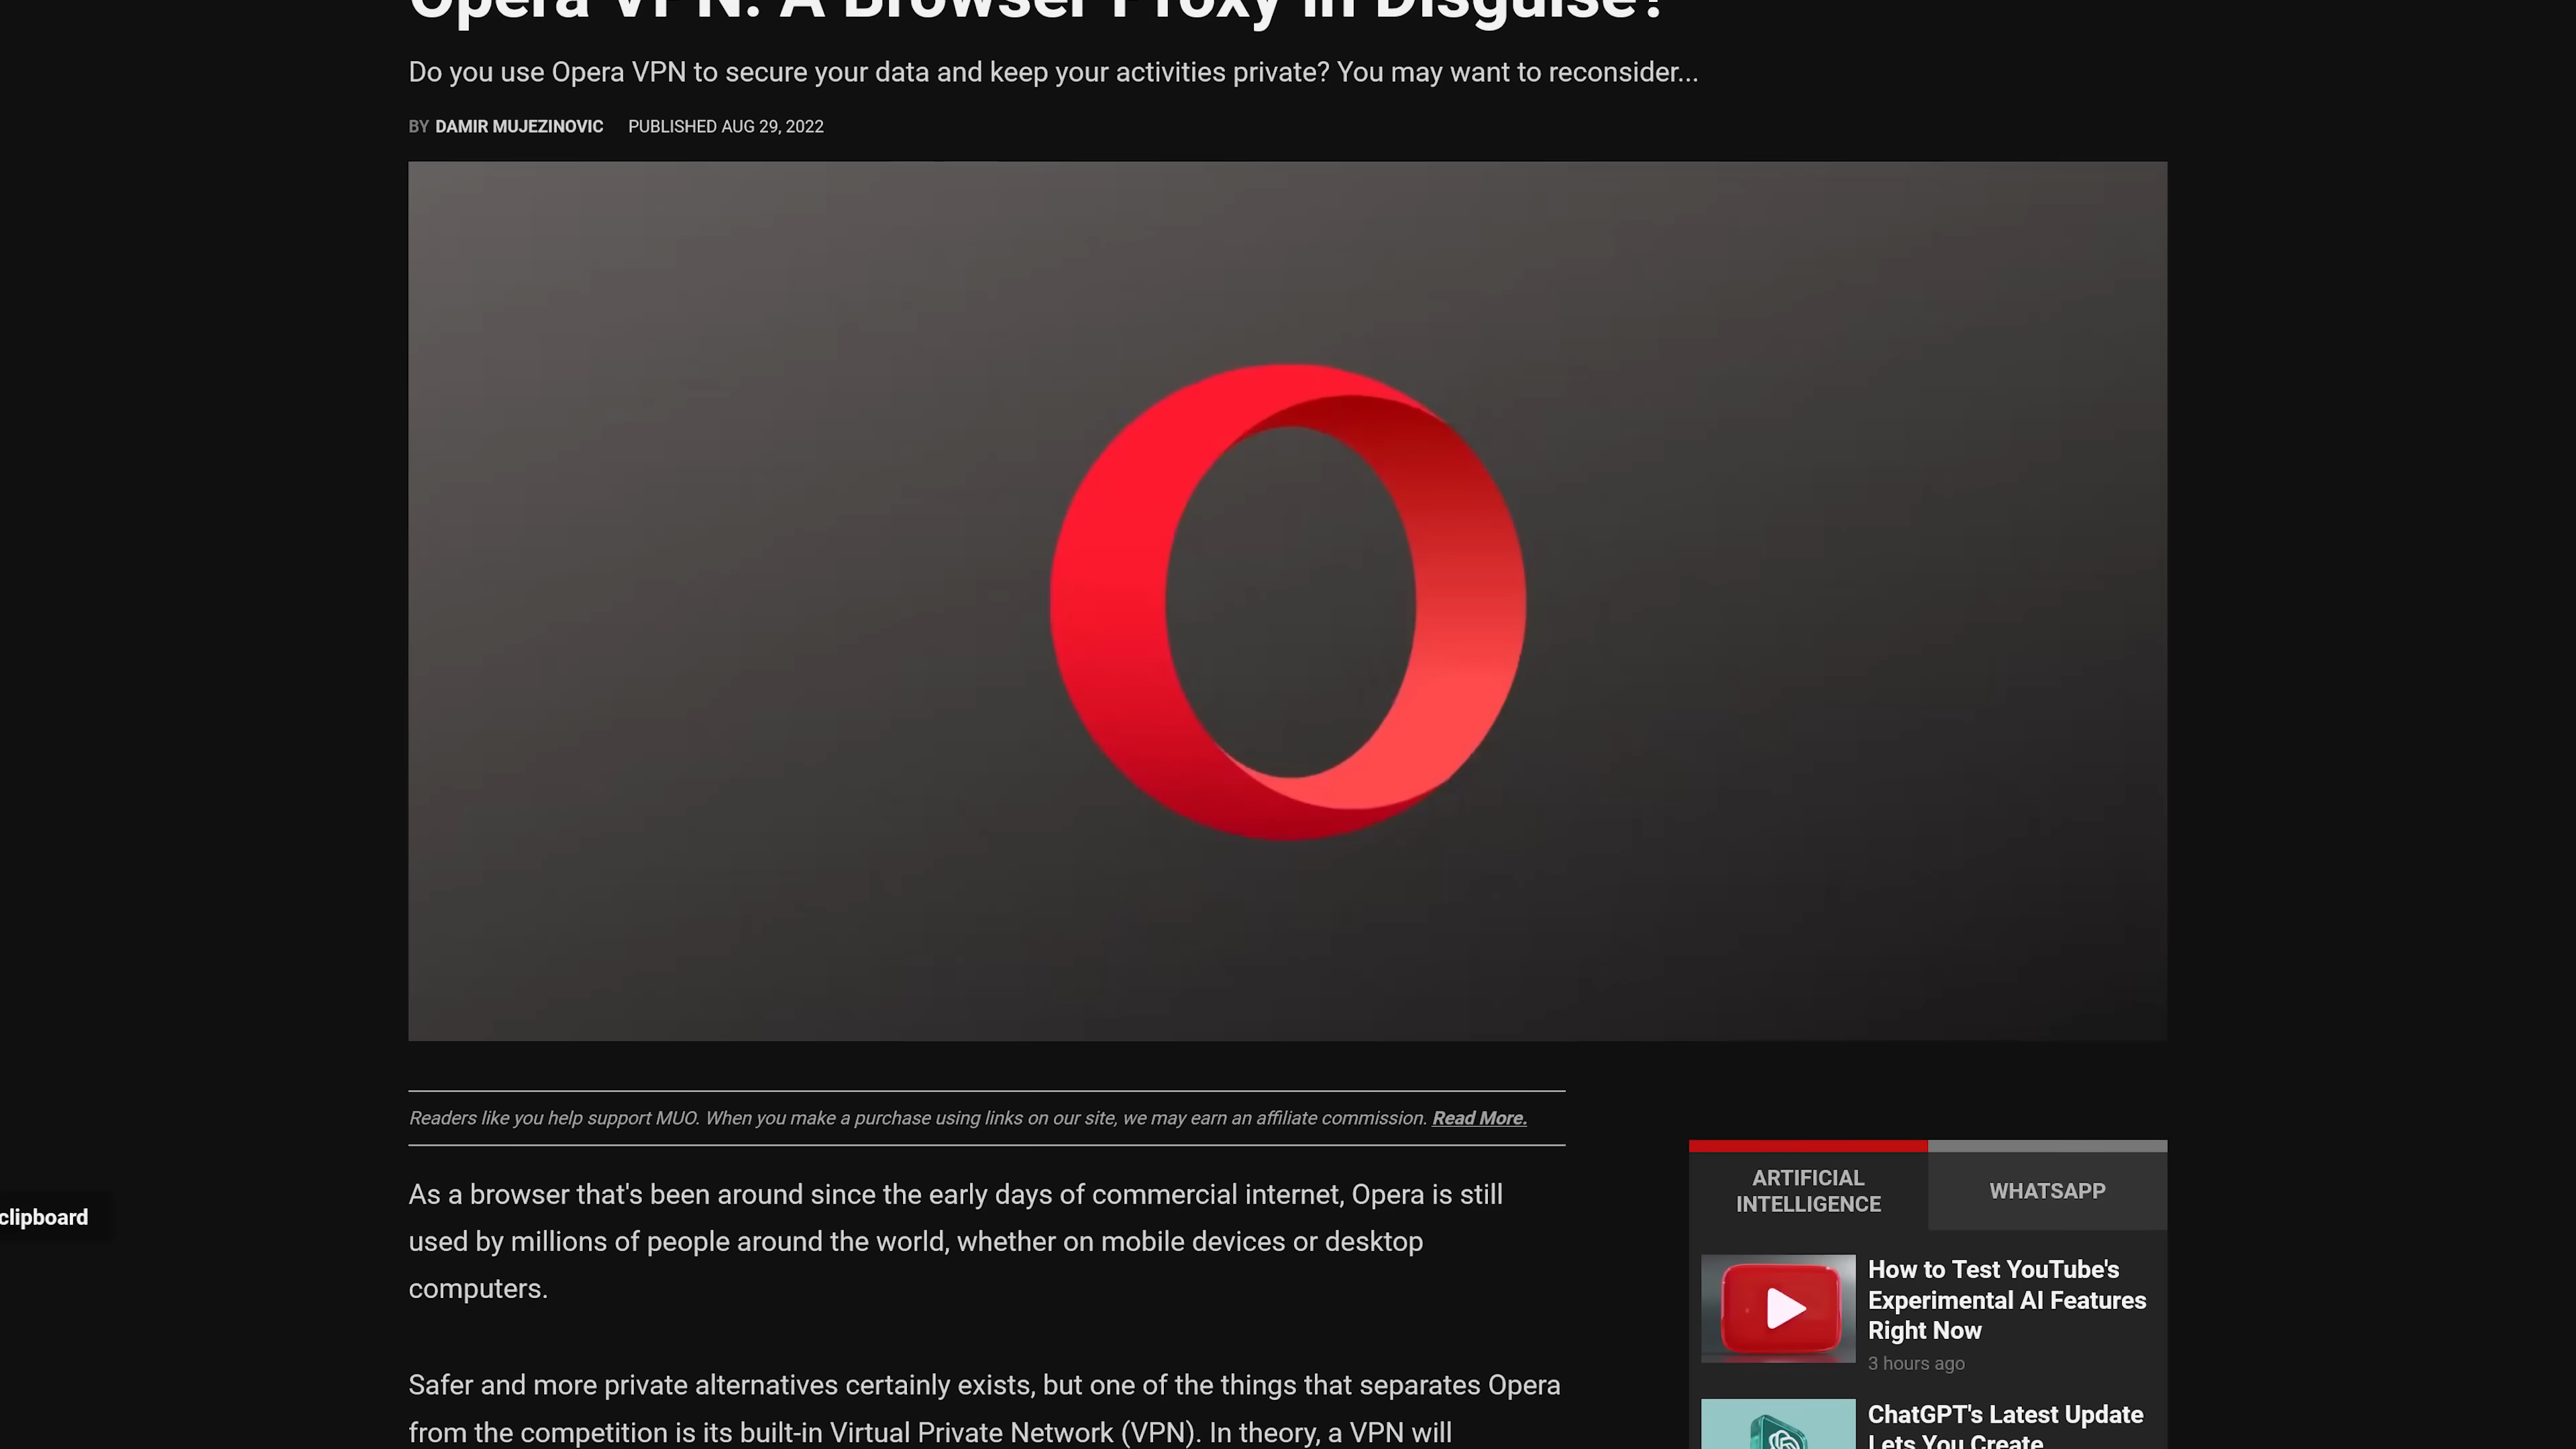 Opera VPN: A Browser Proxy in Disguise?
Do you use Opera VPN to secure your data and keep your activities private? You may want to reconsider...
BY DAMIR MUJEZINOVIC PUBLISHED AUG 29, 2022
Readers like you help support MUO. When you make a purchase using links on our site, we may earn an affiliate commission. Read More.
As a browser that's been around since the early days of commercial internet, Opera is still
used by millions of people around the world, whether on mobile devices or desktop
computers.
Safer and more private alternatives certainly exists, but one of the things that separates Opera
from the competition is its built-in Virtual Private Network (VPN). In theory, a VPN will
clipboard
ARTIFICIAL
INTELLIGENCE
WHATSAPP
How to Test YouTube's
Experimental AI Features
Right Now
3 hours ago
ChatGPT's Latest Update
Lets You Create